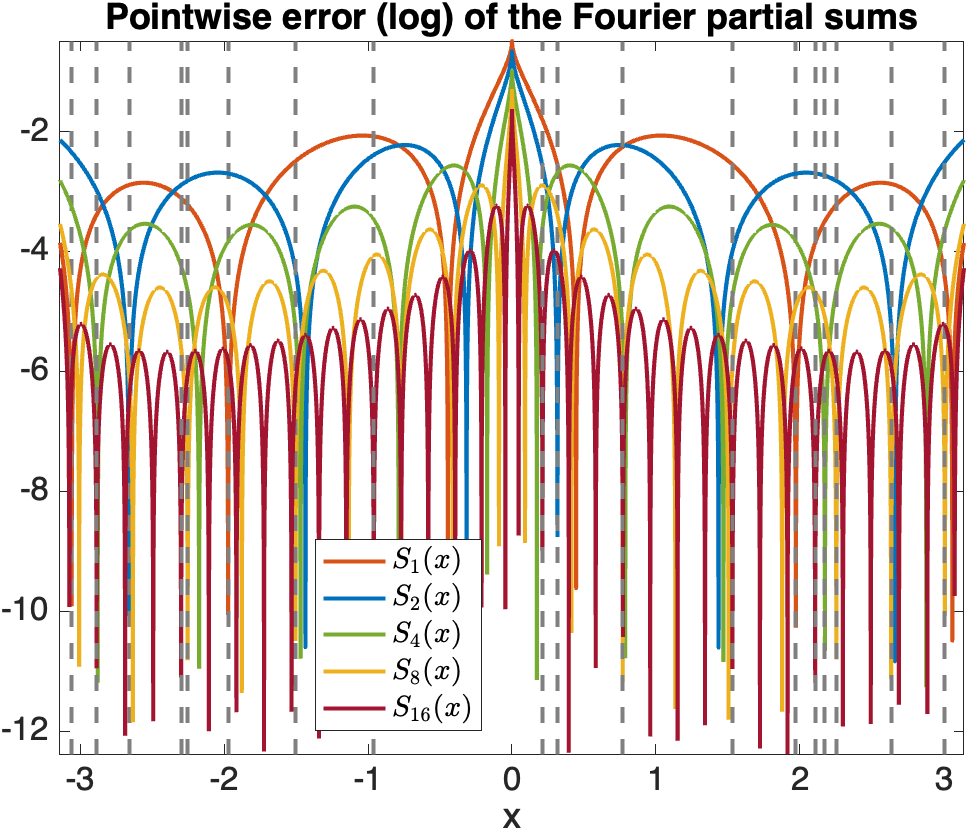 Pointwise error (log) of the Fourier partial sums
-2
-4
-6
-8
-10
-12
S₁(x)
S₂(x)
S₄(x)
S₈(x)
S₁₆(x)
-3 -2 -1 0 1 2 3
x